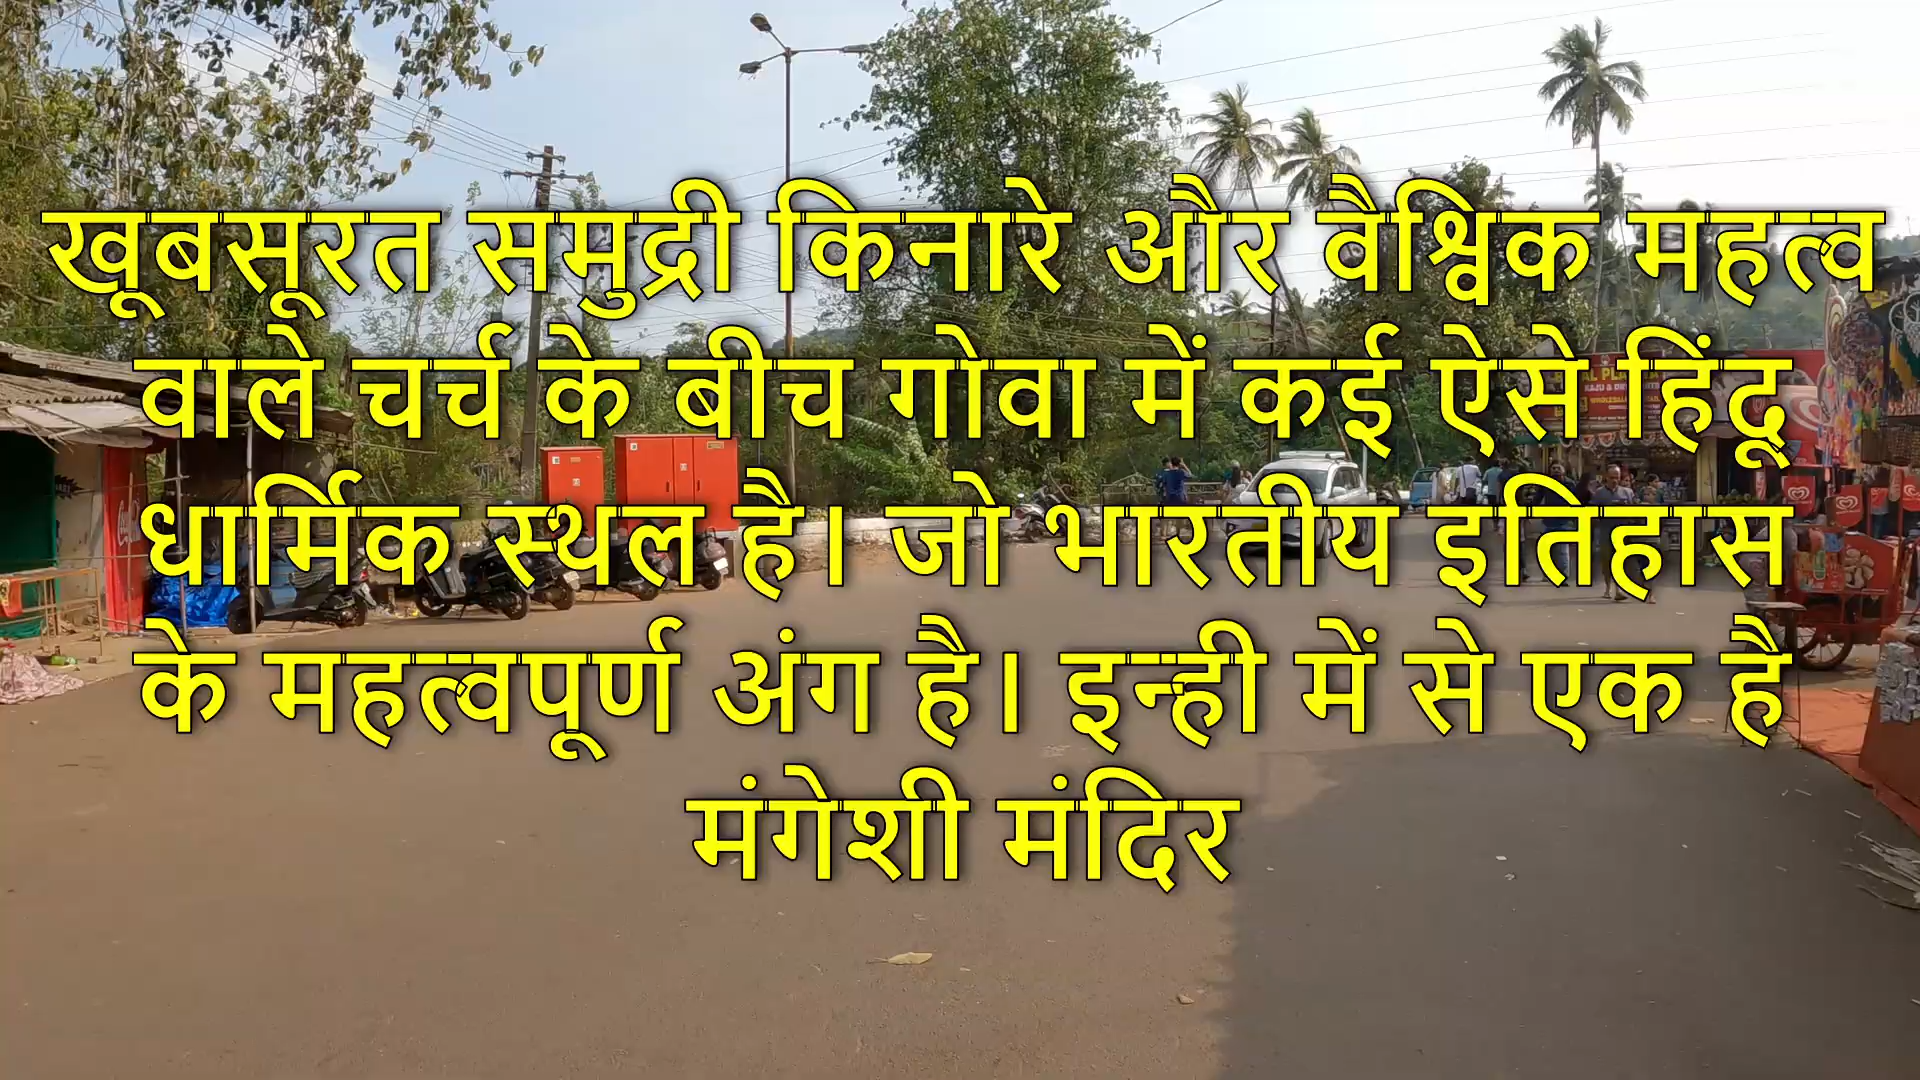 खूबसूरत समुद्री किनारे और वैश्विक महत्व
वाले चर्च के बीच गोवा में कई ऐसे हिंदू
धार्मिक स्थल है। जो भारतीय इतिहास
के महत्वपूर्ण अंग है। इन्ही में से एक है
मंगेशी मंदिर